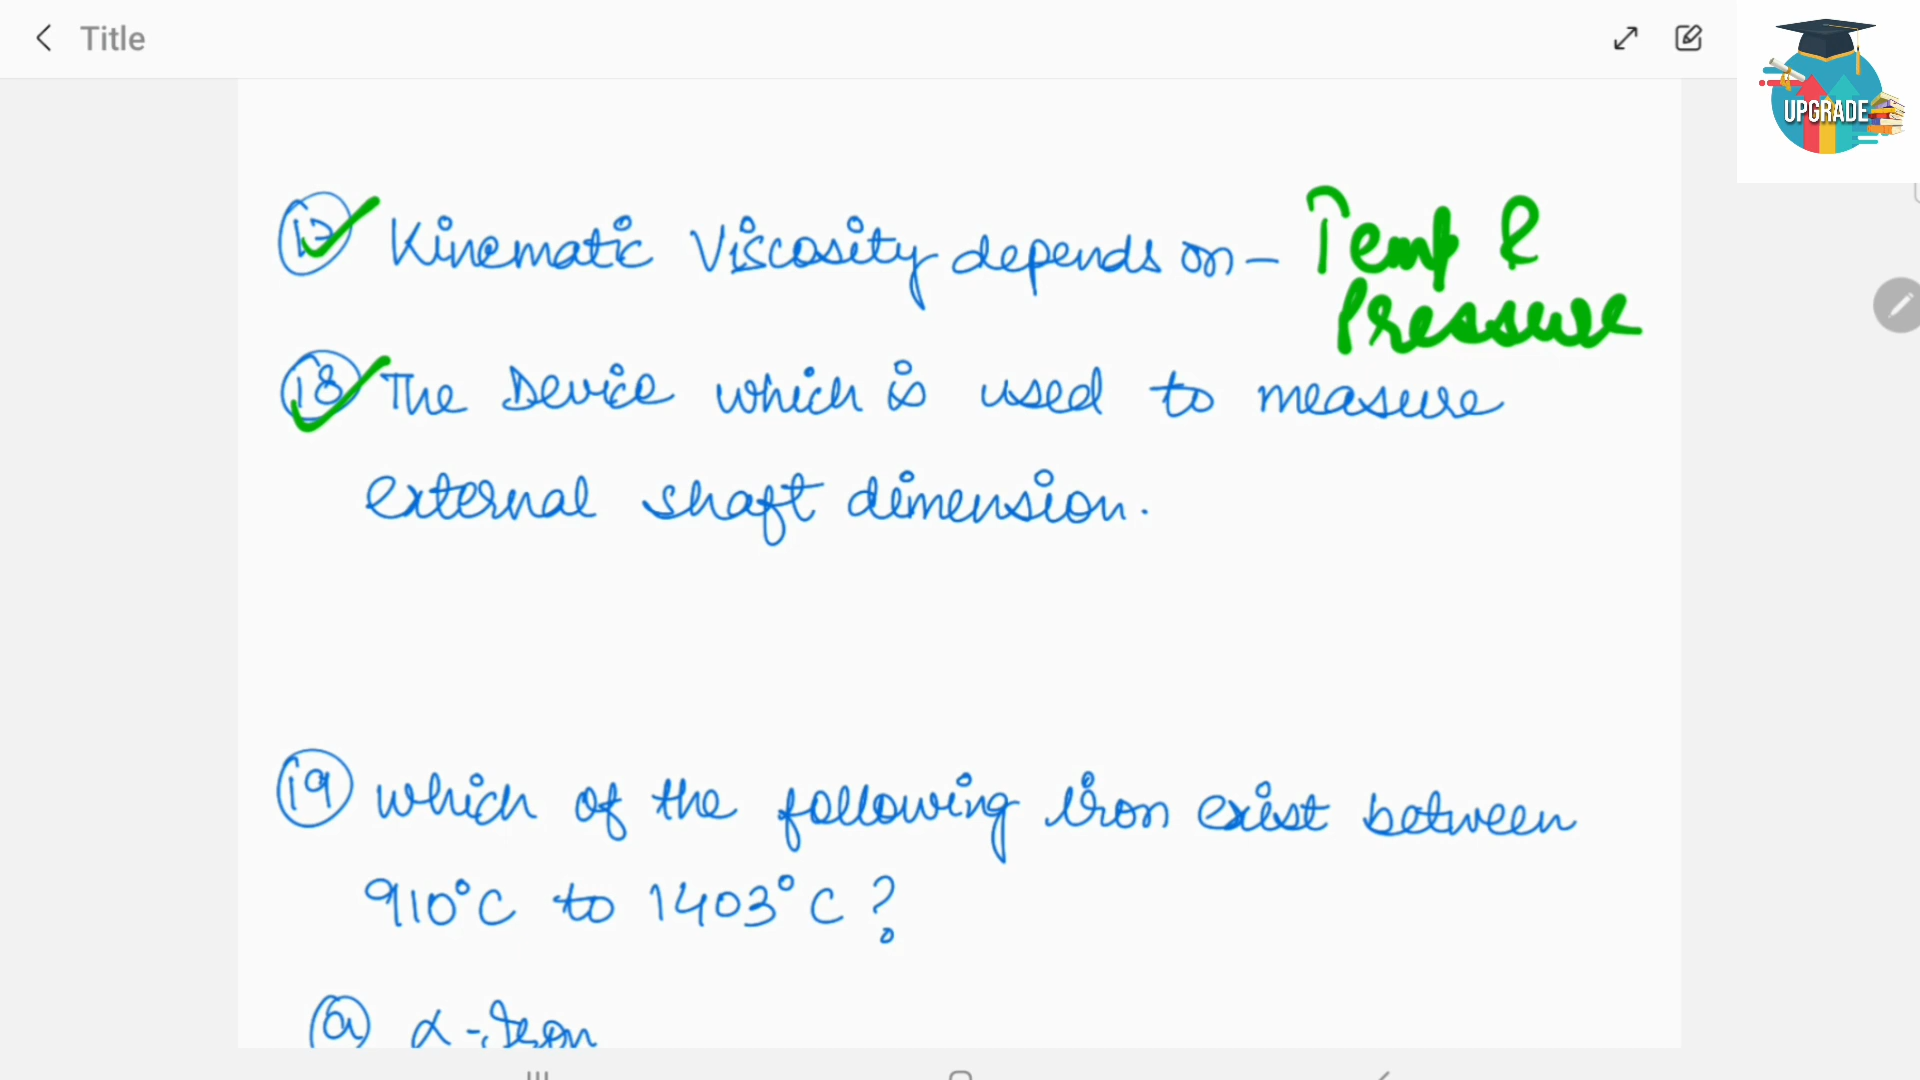 Title
UPGRADE
17 Kinematic Viscosity depends on - Temp &
Pressure
18 The Device which is used to measure
external shaft dimension.
19 which of the following iron exist between
910°C to 1403°C ?
a α-Iron